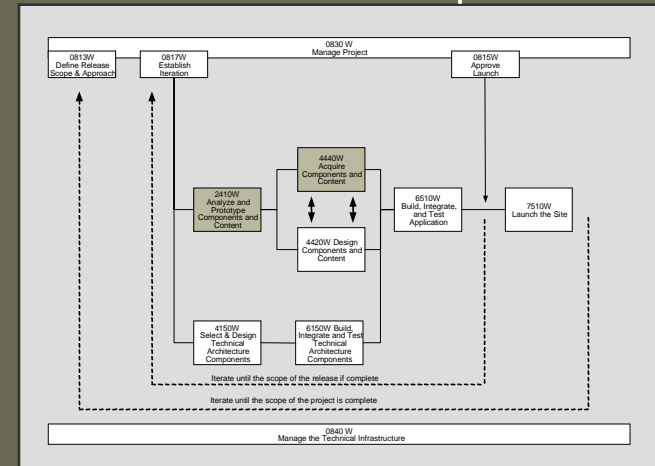 0830 W
Manage Project
0813W
Define Release
Scope & Approach
0817W
Establish
Iteration
0815W
Approve
Launch
4440W
Acquire
Components and
Content
2410W
Analyze and
Prototype
Components and
Content
6510W
Build, Integrate,
and Test
Application
7510W
Launch the Site
4420W Design
Components and
Content
4150W
Select & Design
Technical
Architecture
Components
6150W Build,
Integrate and Test
Technical
Architecture
Components
Iterate until the scope of the release if complete
Iterate until the scope of the project is complete
0840 W
Manage the Technical Infrastructure